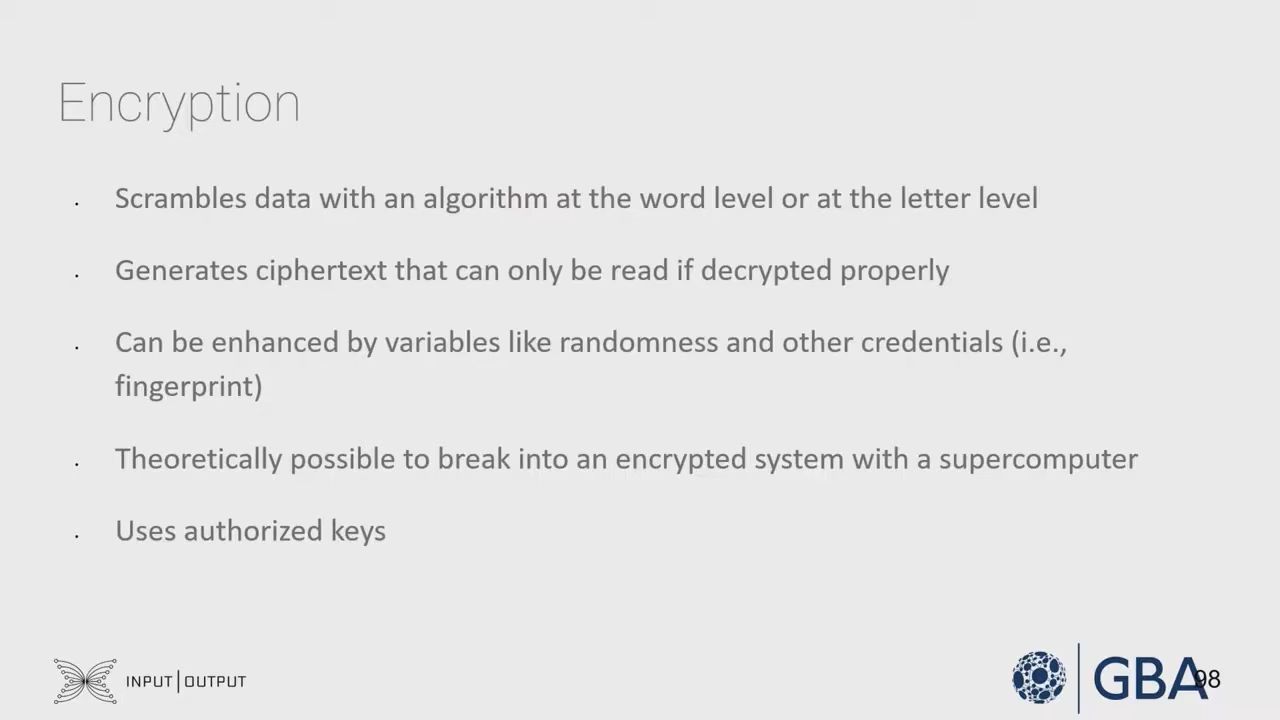 Encryption
Scrambles data with an algorithm at the word level or at the letter level
Generates ciphertext that can only be read if decrypted properly
Can be enhanced by variables like randomness and other credentials (i.e.,
fingerprint)
Theoretically possible to break into an encrypted system with a supercomputer
Uses authorized keys
INPUT|OUTPUT
GBA
98